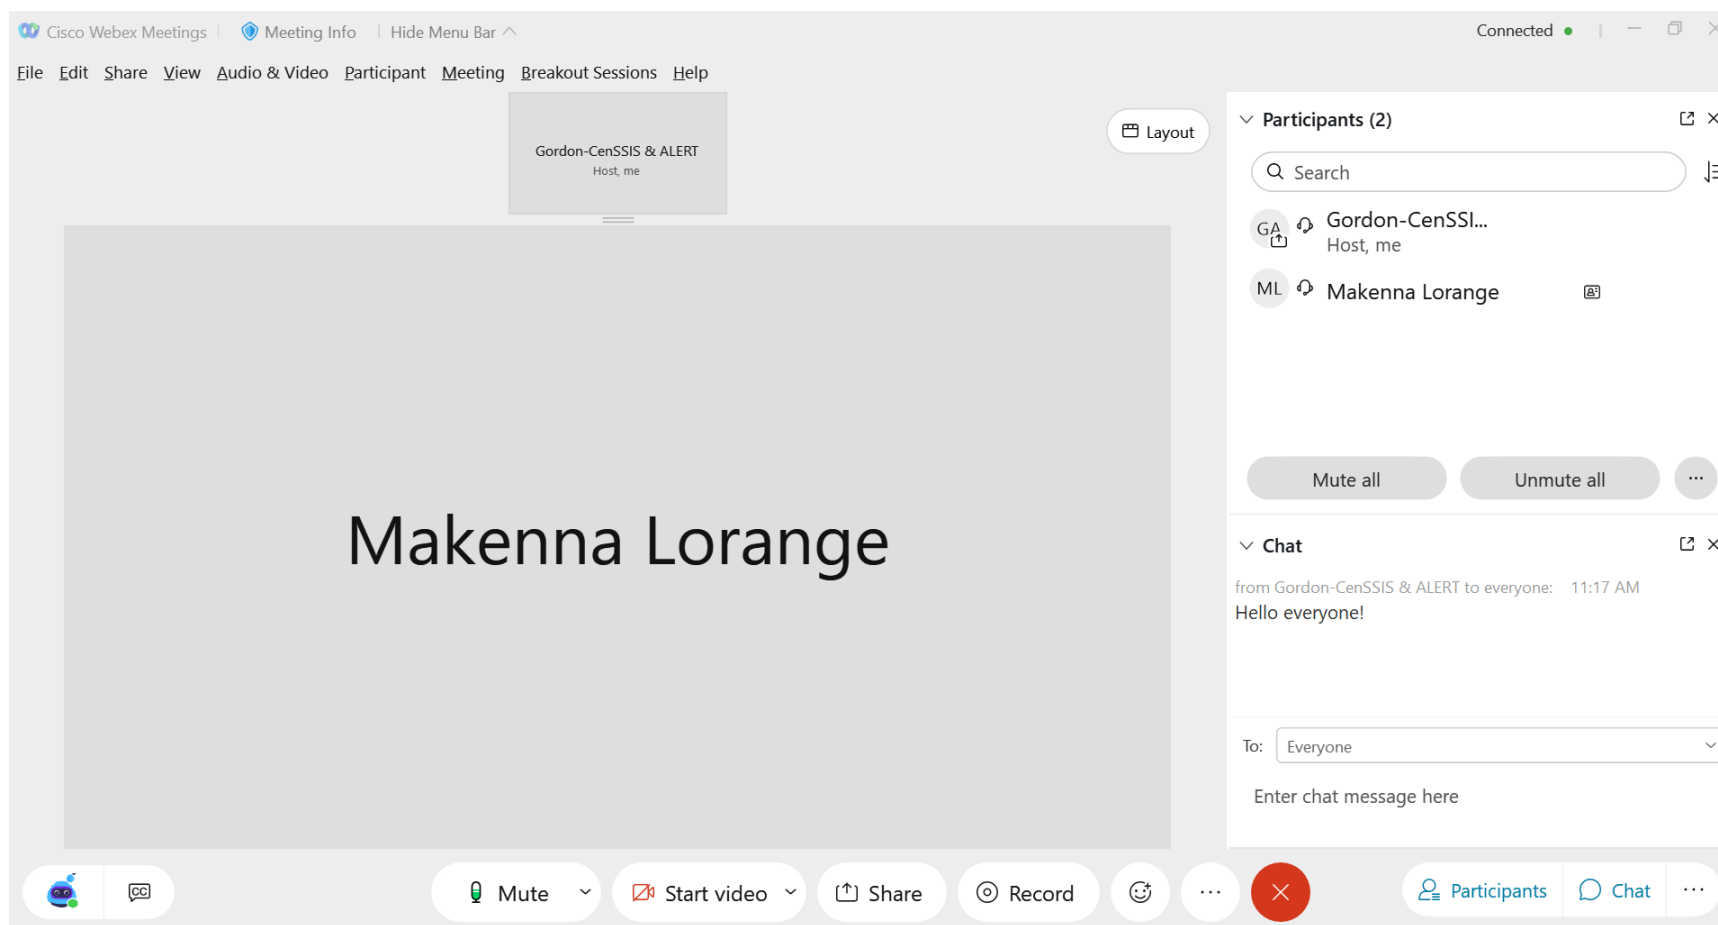 Cisco Webex Meetings
Meeting Info
Hide Menu Bar
Connected
File Edit Share View Audio & Video Participant Meeting Breakout Sessions Help
Gordon-CenSSIS & ALERT
Host, me
Layout
Makenna Lorange
Participants (2)
Search
GA
Gordon-CenSSI...
Host, me
ML
Makenna Lorange
Mute all
Unmute all
Chat
from Gordon-CenSSIS & ALERT to everyone: 11:17 AM
Hello everyone!
To: Everyone
Enter chat message here
CC
Mute
Start video
Share
Record
Participants
Chat